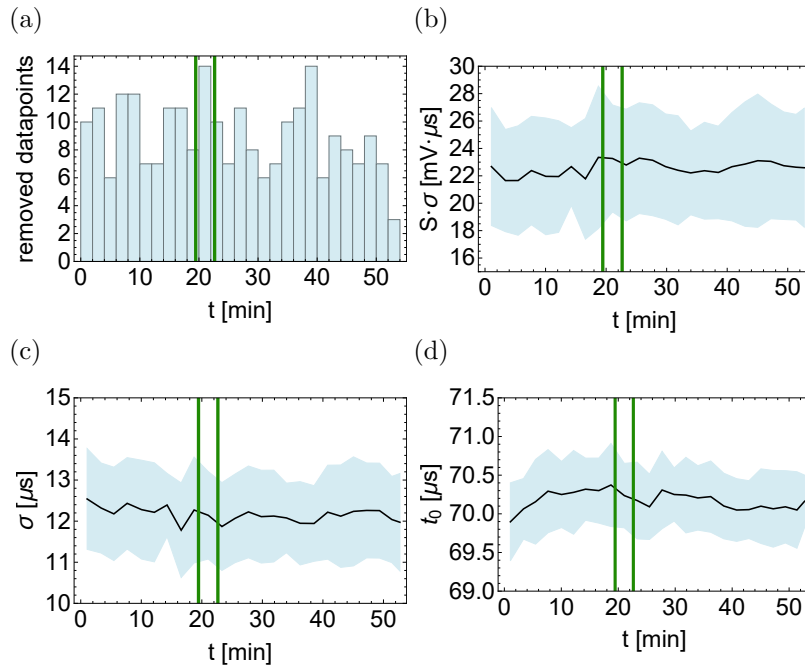 (a)
removed datapoints
14
12
10
8
6
4
2
0
0 10 20 30 40 50
t [min]
(b)
S·σ [mV·μs]
30
28
26
24
22
20
18
16
0 10 20 30 40 50
t [min]
(c)
σ [μs]
15
14
13
12
11
10
0 10 20 30 40 50
t [min]
(d)
t₀ [μs]
71.5
71.0
70.5
70.0
69.5
69.0
0 10 20 30 40 50
t [min]